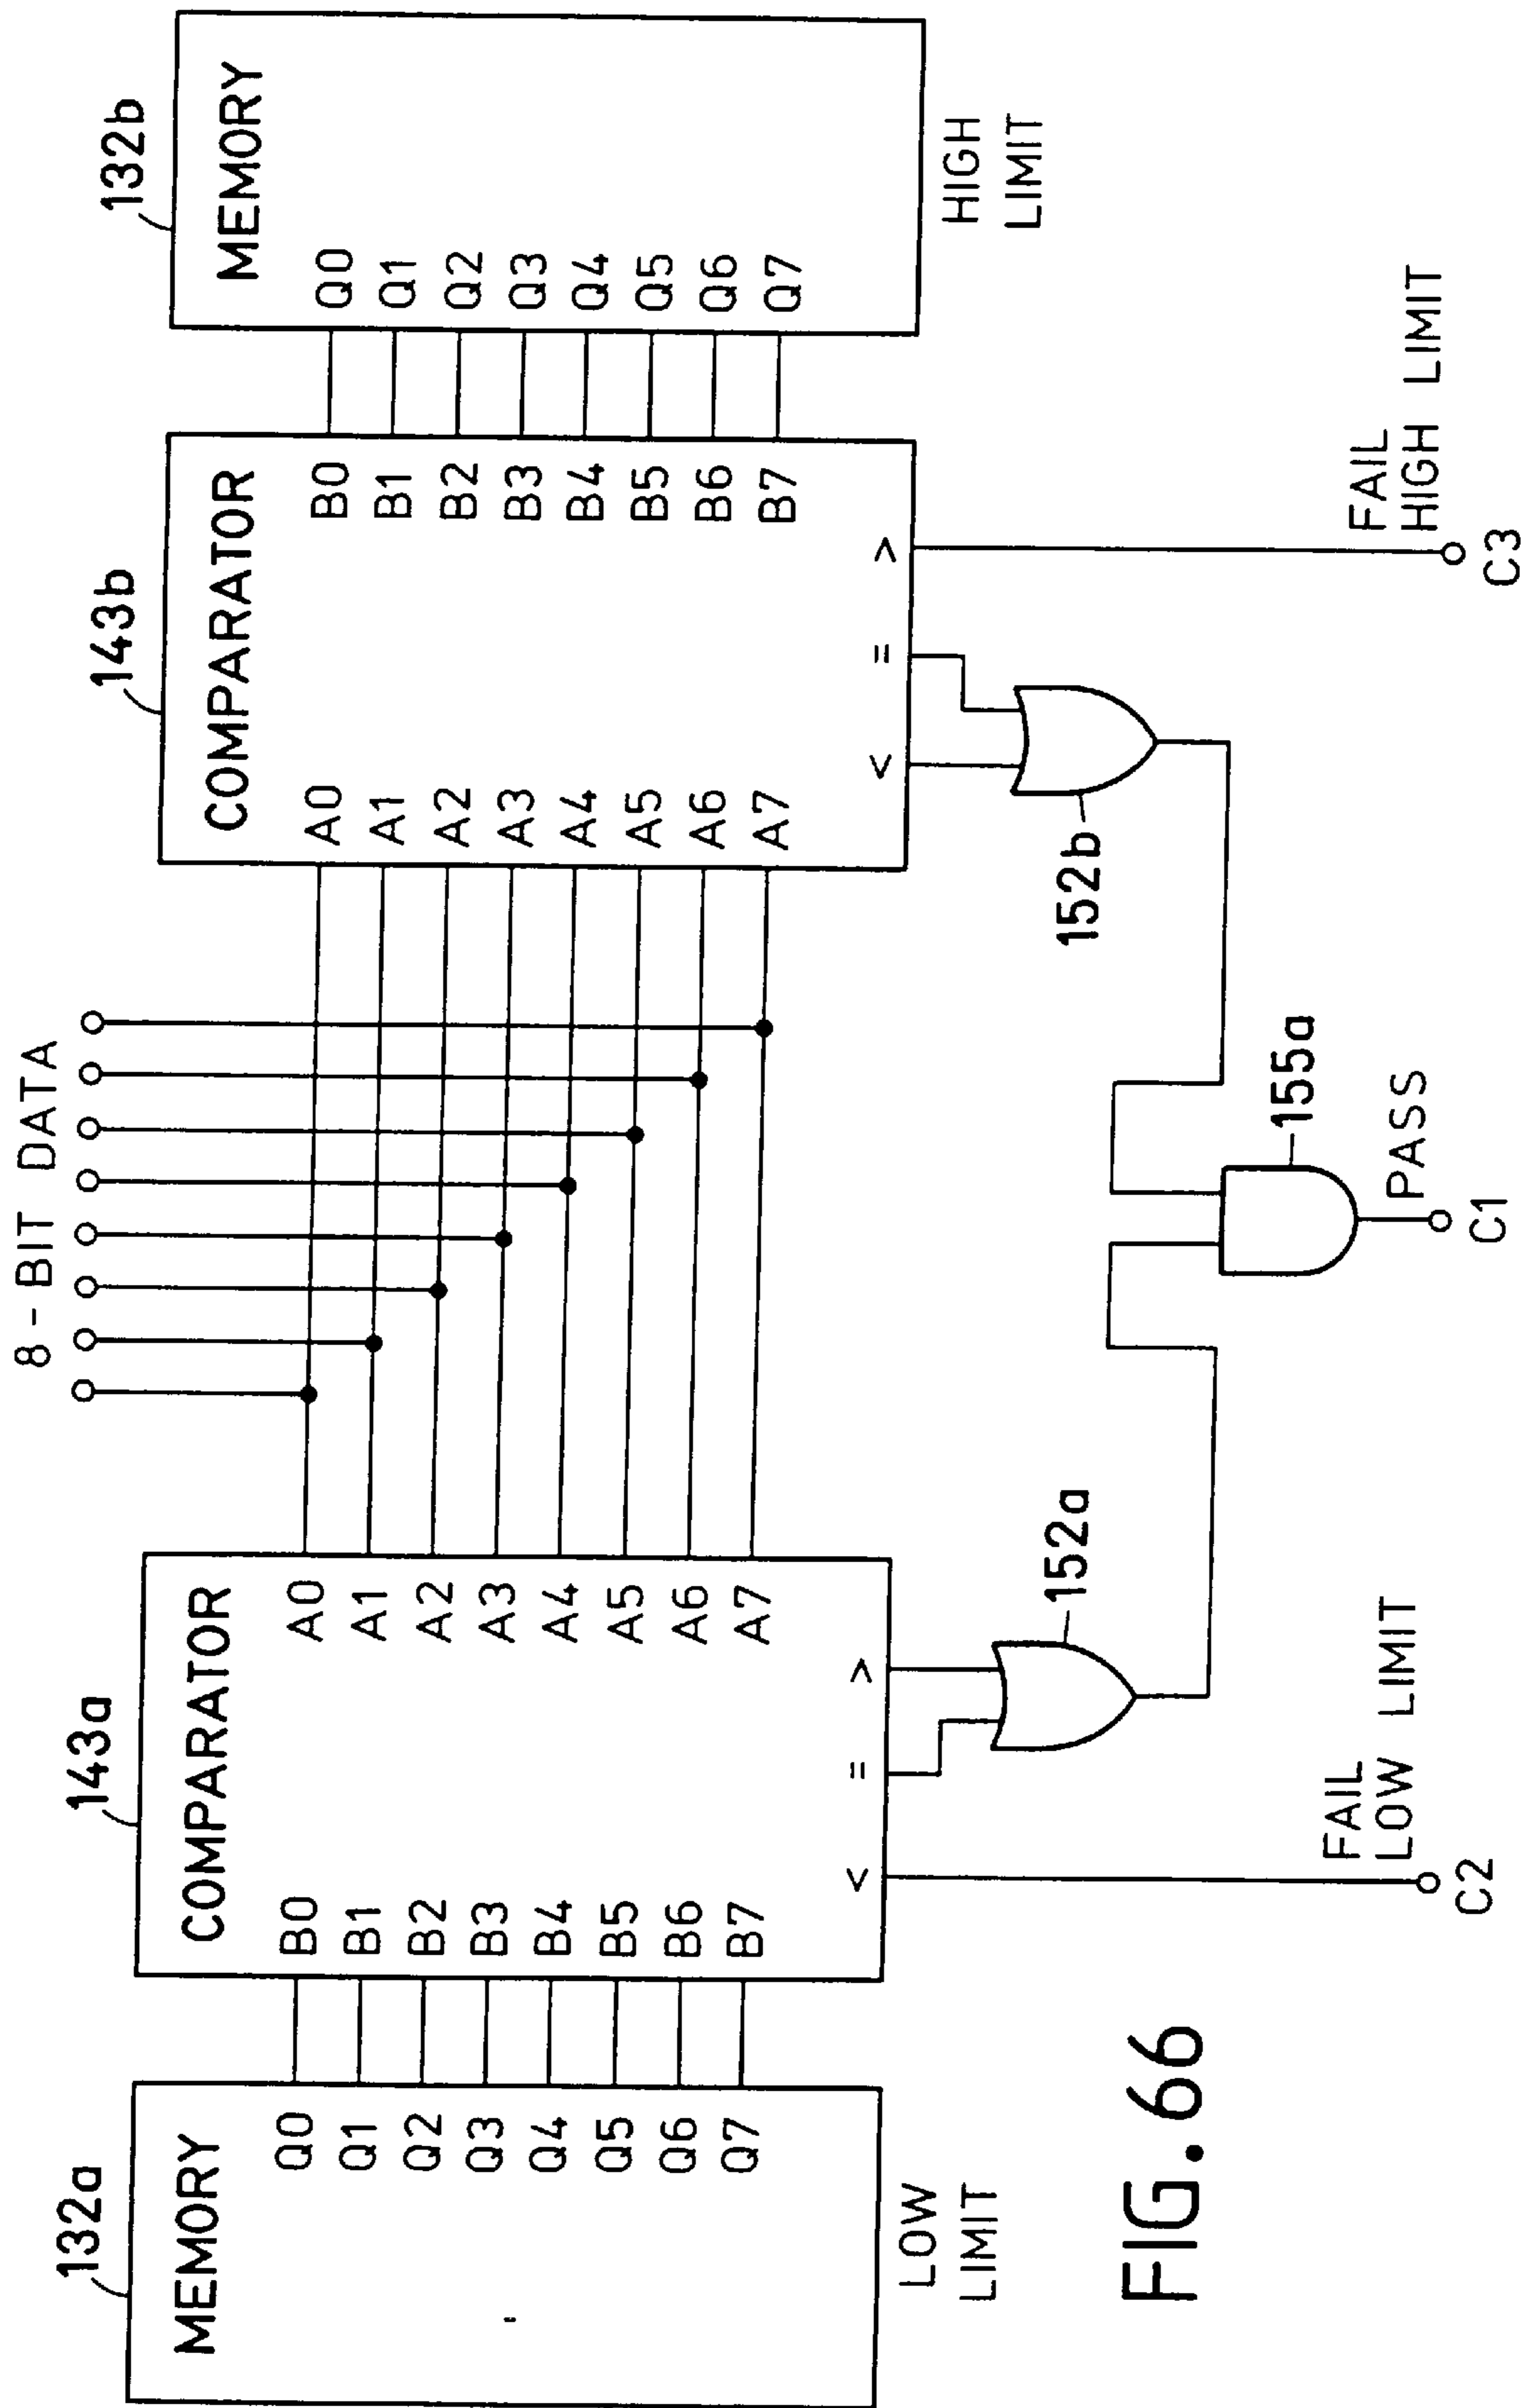 8-BIT DATA
132a
143a
143b
132b
MEMORY
Q0
Q1
Q2
Q3
Q4
Q5
Q6
Q7
LOW
LIMIT
COMPARATOR
B0 A0
B1 A1
B2 A2
B3 A3
B4 A4
B5 A5
B6 A6
B7 A7
< = >
COMPARATOR
A0 B0
A1 B1
A2 B2
A3 B3
A4 B4
A5 B5
A6 B6
A7 B7
< = >
MEMORY
Q0
Q1
Q2
Q3
Q4
Q5
Q6
Q7
HIGH
LIMIT
152a
152b
155a
FAIL
LOW LIMIT
C2
PASS
C1
FAIL
HIGH LIMIT
C3
FIG. 66